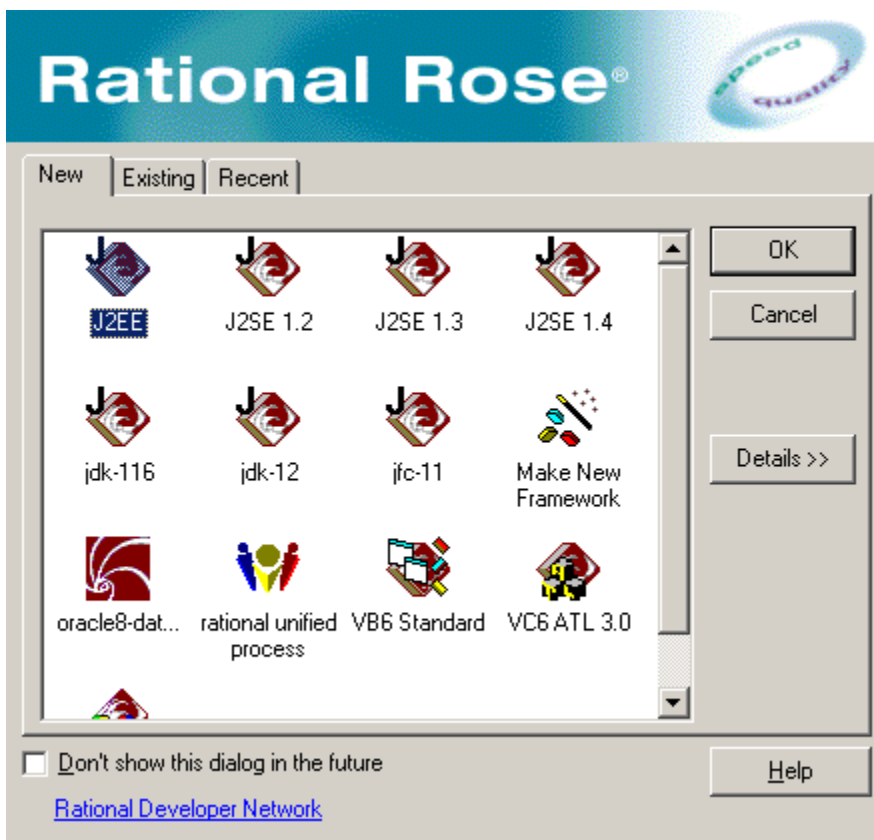 Rational Rose®
speed
quality
New
Existing
Recent
J2EE
J2SE 1.2
J2SE 1.3
J2SE 1.4
jdk-116
jdk-12
jfc-11
Make New
Framework
oracle8-dat...
rational unified
process
VB6 Standard
VC6 ATL 3.0
OK
Cancel
Details >>
Don't show this dialog in the future
Help
Rational Developer Network